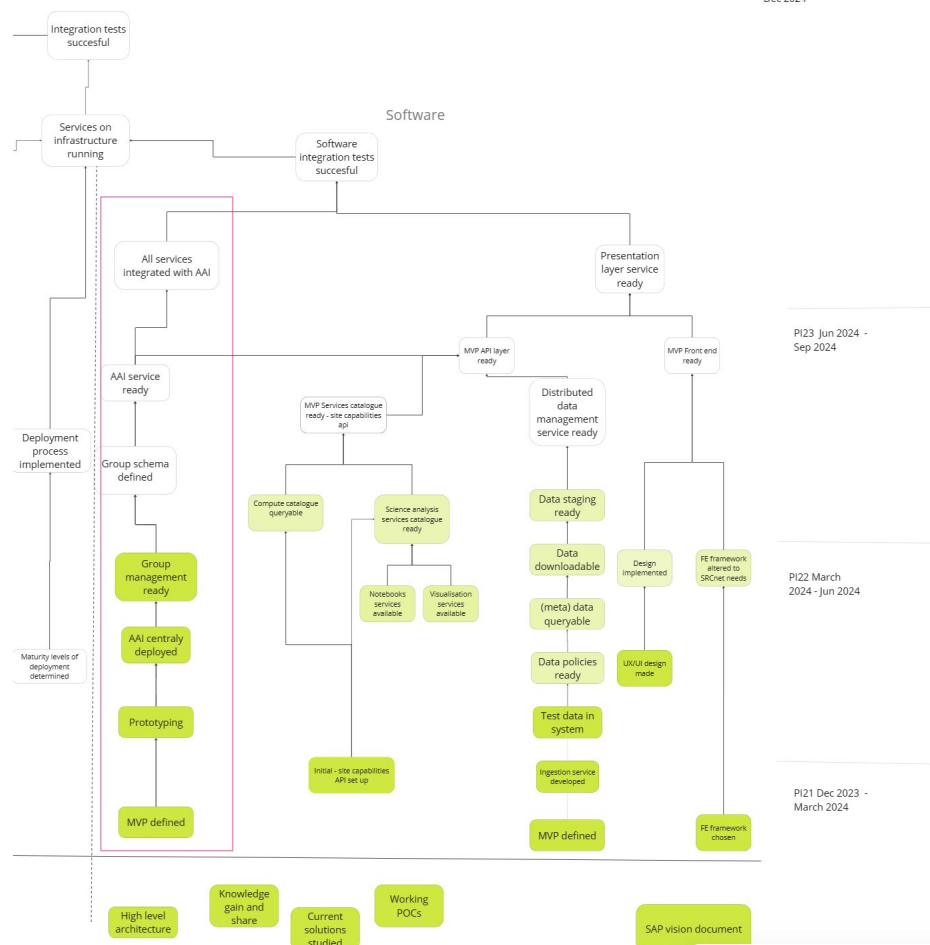 Dec 2024
Integration tests
succesful
Software
Services on
infrastructure
running
Software
integration tests
succesful
All services
integrated with AAI
Presentation
layer service
ready
PI23 Jun 2024 -
Sep 2024
MVP API layer
ready
MVP Front end
ready
AAI service
ready
Distributed
data
management
service ready
MVP Services catalogue
ready - site capabilities
api
Deployment
process
implemented
Group schema
defined
Compute catalogue
queryable
Science analysis
services catalogue
ready
Data staging
ready
Group
management
ready
Data
downloadable
Design
implemented
FE framework
altered to
SRCnet needs
PI22 March
2024 - Jun 2024
Notebooks
services
available
Visualisation
services
available
(meta) data
queryable
AAI centraly
deployed
Maturity levels of
deployment
determined
Data policies
ready
UX/UI design
made
Prototyping
Test data in
system
Initial - site capabilities
API set up
Ingestion service
developed
PI21 Dec 2023 -
March 2024
MVP defined
MVP defined
FE framework
chosen
High level
architecture
Knowledge
gain and
share
Current
solutions
studied
Working
POCs
SAP vision document